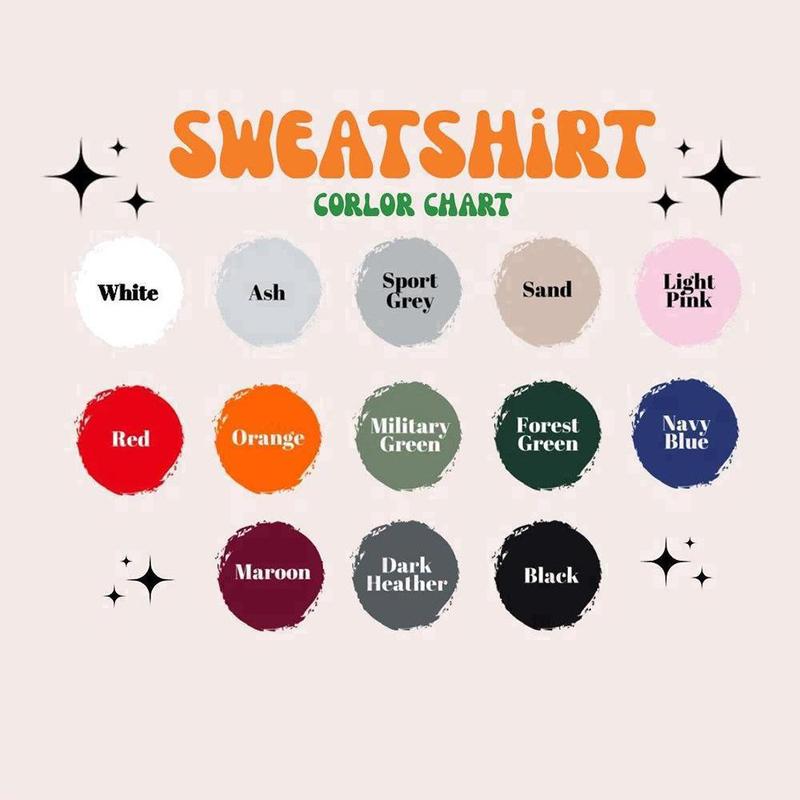 SWEATSHiRT
CORLOR CHART
White
Ash
Sport
Grey
Sand
Light
Pink
Red
Orange
Military
Green
Forest
Green
Navy
Blue
Maroon
Dark
Heather
Black